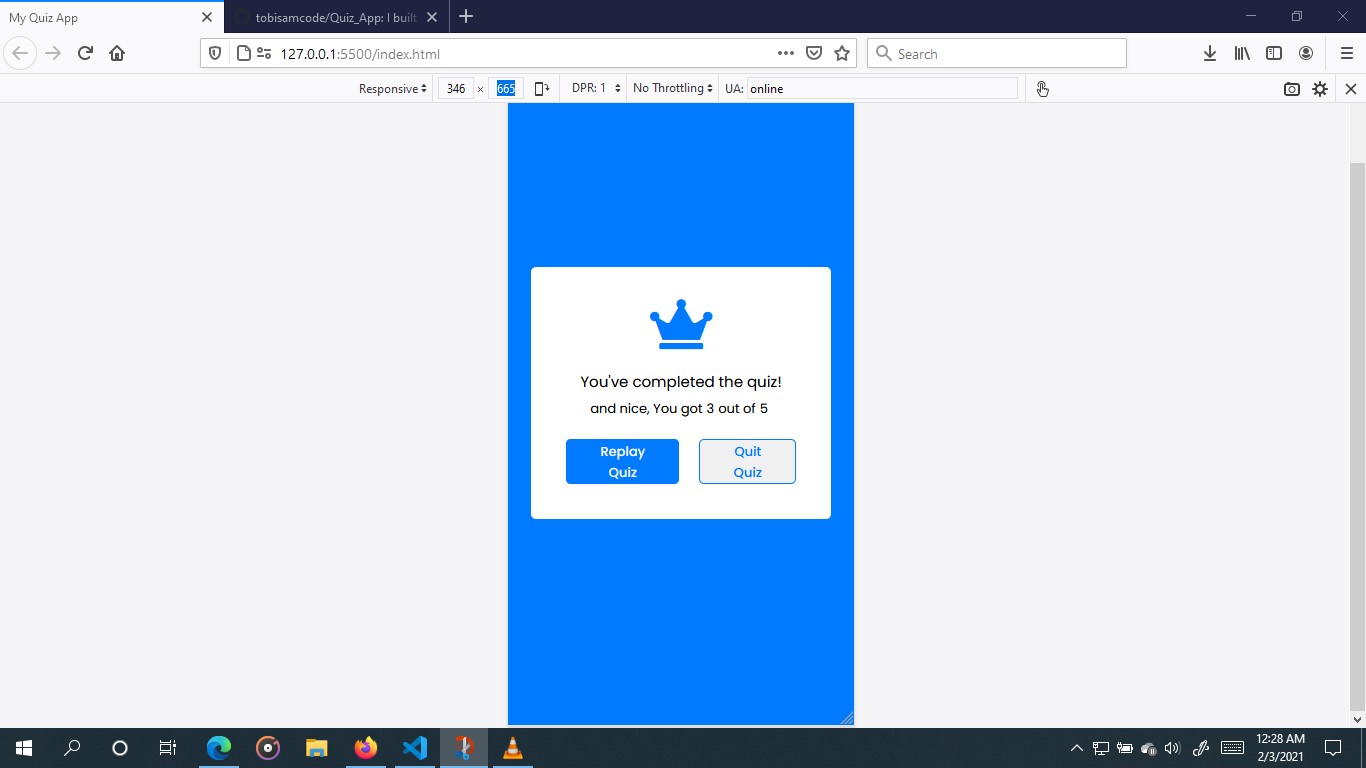 My Quiz App
tobisamcode/Quiz_App: I built
127.0.0.1:5500/index.html
Search
Responsive 346 × 665 DPR: 1 No Throttling UA: online
You've completed the quiz!
and nice, You got 3 out of 5
Replay
Quiz
Quit
Quiz
12:28 AM
2/3/2021